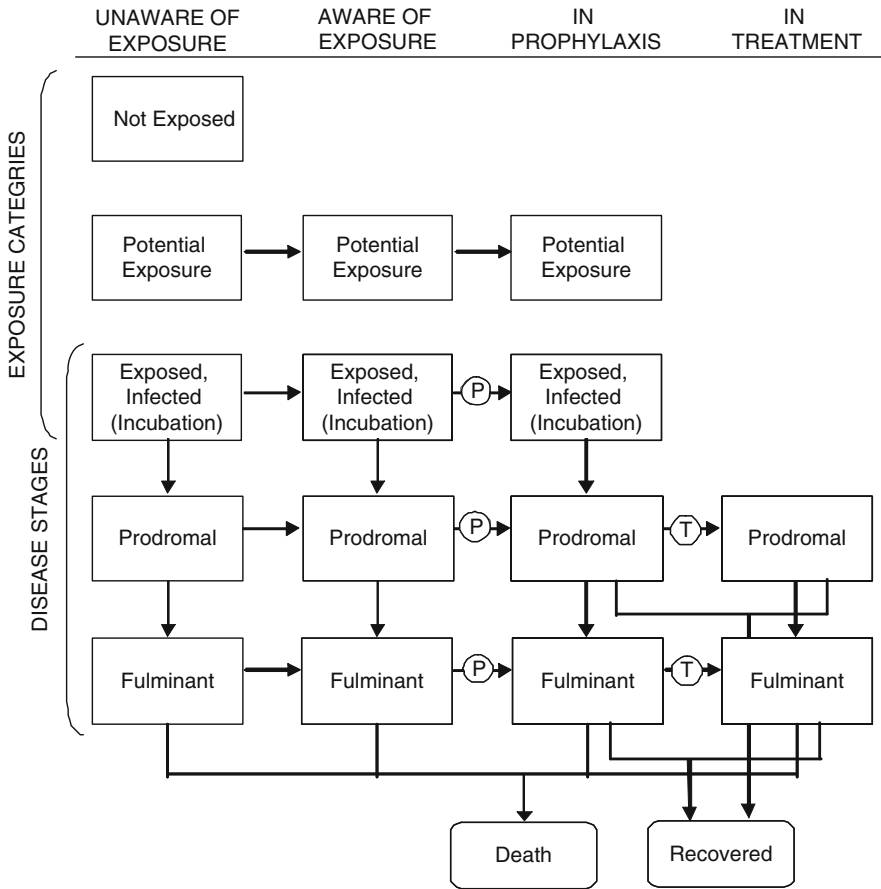 UNAWARE OF
EXPOSURE
AWARE OF
EXPOSURE
IN
PROPHYLAXIS
IN
TREATMENT
EXPOSURE CATEGRIES
DISEASE STAGES
Not Exposed
Potential
Exposure
Potential
Exposure
Potential
Exposure
Exposed,
Infected
(Incubation)
Exposed,
Infected
(Incubation)
P
Exposed,
Infected
(Incubation)
Prodromal
Prodromal
P
Prodromal
T
Prodromal
Fulminant
Fulminant
P
Fulminant
T
Fulminant
Death
Recovered